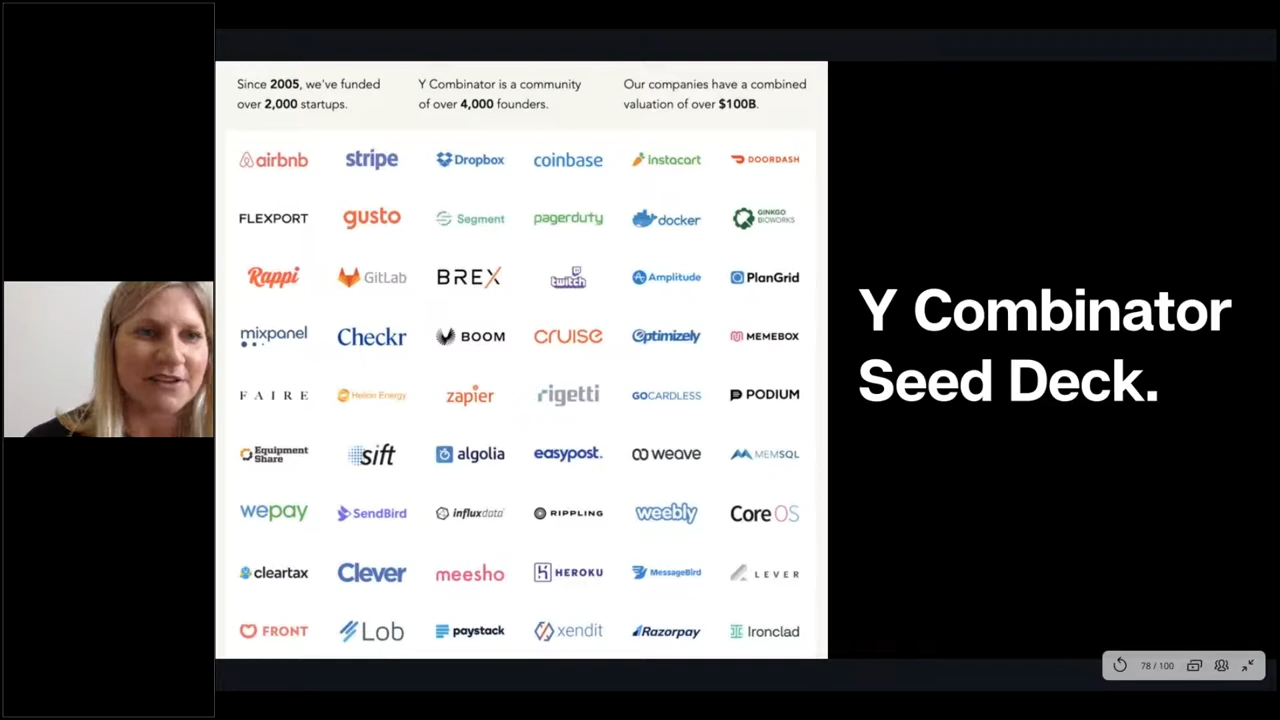 Since 2005, we've funded
over 2,000 startups.
Y Combinator is a community
of over 4,000 founders.
Our companies have a combined
valuation of over $100B.
airbnb
stripe
Dropbox
coinbase
instacart
DOORDASH
FLEXPORT
gusto
Segment
pagerduty
docker
GINKGO
BIOWORKS
Rappi
GitLab
BREX
twitch
Amplitude
PlanGrid
mixpanel
Checkr
BOOM
CRUISE
Optimizely
MEMEBOX
FAIRE
Helion Energy
zapier
rigetti
GOCARDLESS
PODIUM
Equipment
Share
sift
algolia
easypost.
weave
MEMSQL
wepay
SendBird
influxdata
RIPPLING
weebly
CoreOS
cleartax
Clever
meesho
HEROKU
MessageBird
LEVER
FRONT
Lob
paystack
xendit
Razorpay
Ironclad
Y Combinator
Seed Deck.
78 / 100